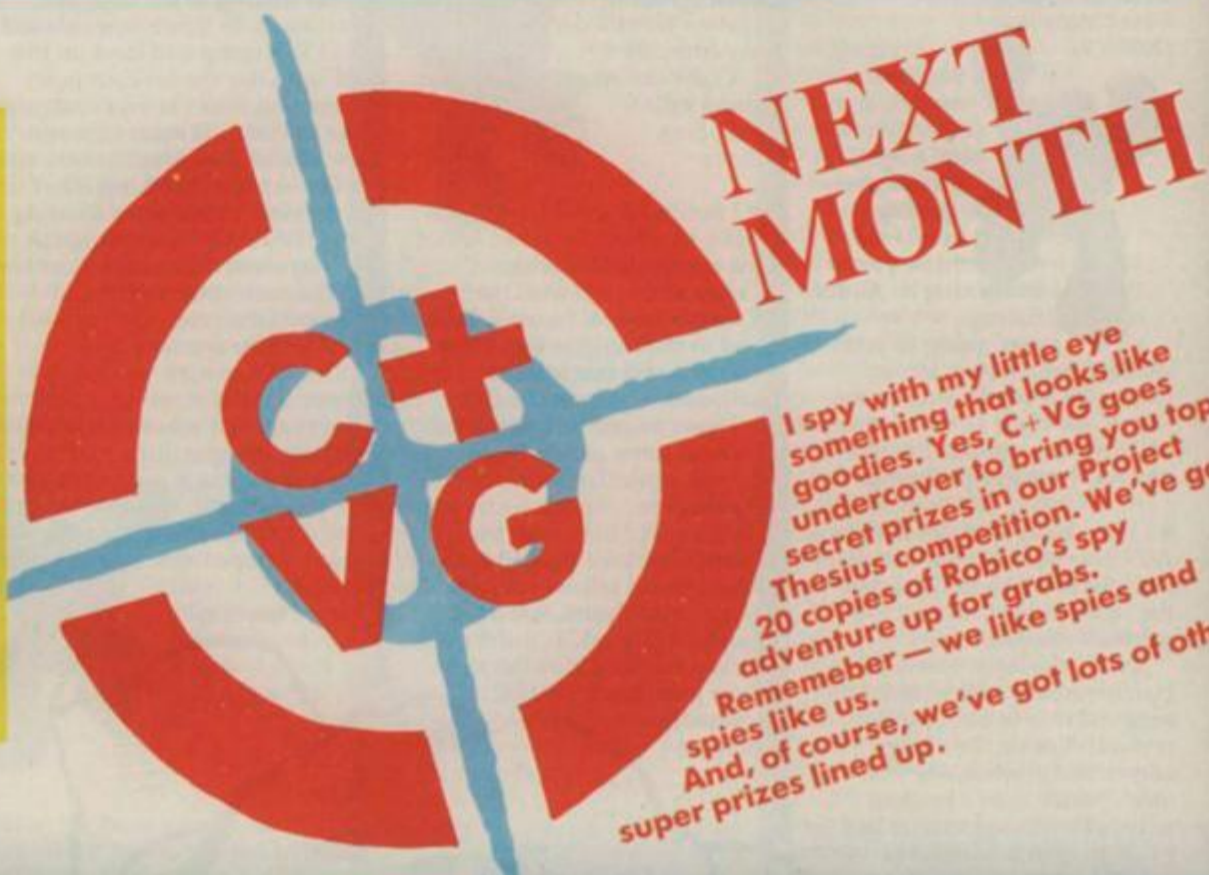 NEXT
MONTH
C+
VG
I spy with my little eye
something that looks like
goodies. Yes, C+VG goes
undercover to bring you top
secret prizes in our Project
Thesius competition. We've go
20 copies of Robico's spy
adventure up for grabs.
Rememeber — we like spies and
spies like us.
And, of course, we've got lots of oth
super prizes lined up.